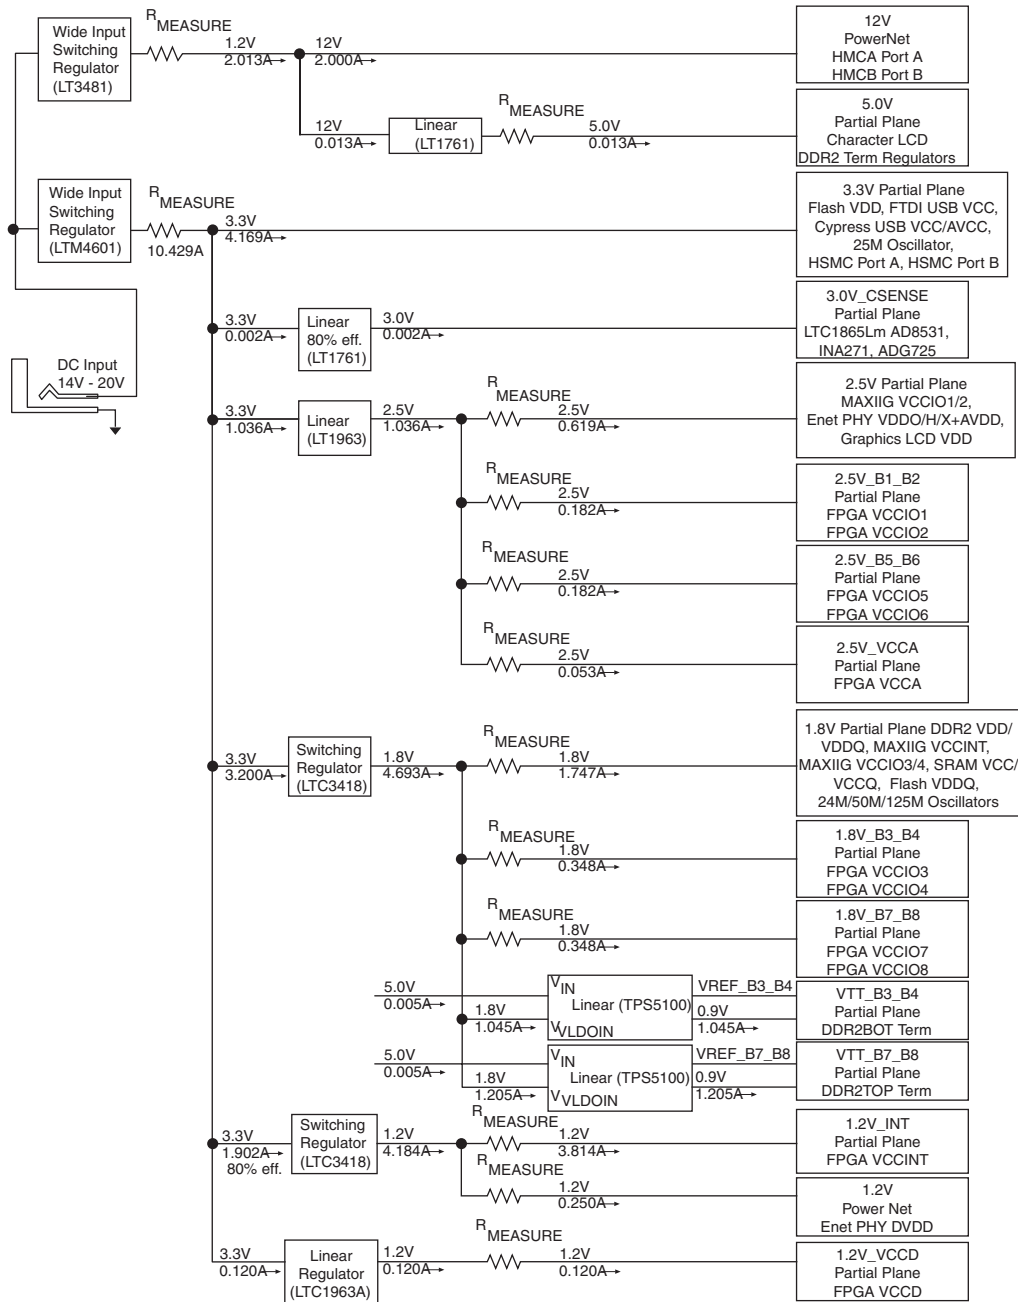 Wide Input
Switching
Regulator
(LT3481)
R
MEASURE
1.2V
2.013A
12V
2.000A
12V
PowerNet
HMCA Port A
HMCB Port B
12V
0.013A
Linear
(LT1761)
R
MEASURE
5.0V
0.013A
5.0V
Partial Plane
Character LCD
DDR2 Term Regulators
Wide Input
Switching
Regulator
(LTM4601)
R
MEASURE
10.429A
3.3V
4.169A
3.3V Partial Plane
Flash VDD, FTDI USB VCC,
Cypress USB VCC/AVCC,
25M Oscillator,
HSMC Port A, HSMC Port B
DC Input
14V - 20V
3.3V
0.002A
Linear
80% eff.
(LT1761)
3.0V
0.002A
3.0V_CSENSE
Partial Plane
LTC1865Lm AD8531,
INA271, ADG725
3.3V
1.036A
Linear
(LT1963)
2.5V
1.036A
R
MEASURE
2.5V
0.619A
2.5V Partial Plane
MAXIIG VCCIO1/2,
Enet PHY VDDO/H/X+AVDD,
Graphics LCD VDD
R
MEASURE
2.5V
0.182A
2.5V_B1_B2
Partial Plane
FPGA VCCIO1
FPGA VCCIO2
R
MEASURE
2.5V
0.182A
2.5V_B5_B6
Partial Plane
FPGA VCCIO5
FPGA VCCIO6
R
MEASURE
2.5V
0.053A
2.5V_VCCA
Partial Plane
FPGA VCCA
3.3V
3.200A
Switching
Regulator
(LTC3418)
1.8V
4.693A
R
MEASURE
1.8V
1.747A
1.8V Partial Plane DDR2 VDD/
VDDQ, MAXIIG VCCINT,
MAXIIG VCCIO3/4, SRAM VCC/
VCCQ, Flash VDDQ,
24M/50M/125M Oscillators
R
MEASURE
1.8V
0.348A
1.8V_B3_B4
Partial Plane
FPGA VCCIO3
FPGA VCCIO4
R
MEASURE
1.8V
0.348A
1.8V_B7_B8
Partial Plane
FPGA VCCIO7
FPGA VCCIO8
5.0V
0.005A
1.8V
1.045A
VIN
Linear (TPS5100)
VVLDOIN
VREF_B3_B4
0.9V
1.045A
VTT_B3_B4
Partial Plane
DDR2BOT Term
5.0V
0.005A
1.8V
1.205A
VIN
Linear (TPS5100)
VVLDOIN
VREF_B7_B8
0.9V
1.205A
VTT_B7_B8
Partial Plane
DDR2TOP Term
3.3V
1.902A
80% eff.
Switching
Regulator
(LTC3418)
1.2V
4.184A
R
MEASURE
1.2V
3.814A
1.2V_INT
Partial Plane
FPGA VCCINT
R
MEASURE
1.2V
0.250A
1.2V
Power Net
Enet PHY DVDD
3.3V
0.120A
Linear
Regulator
(LTC1963A)
1.2V
0.120A
R
MEASURE
1.2V
0.120A
1.2V_VCCD
Partial Plane
FPGA VCCD